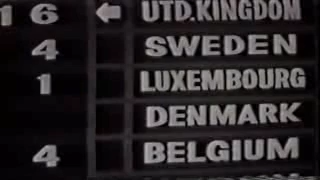 16 ← UTD.KINGDOM
4 SWEDEN
1 LUXEMBOURG
DENMARK
4 BELGIUM